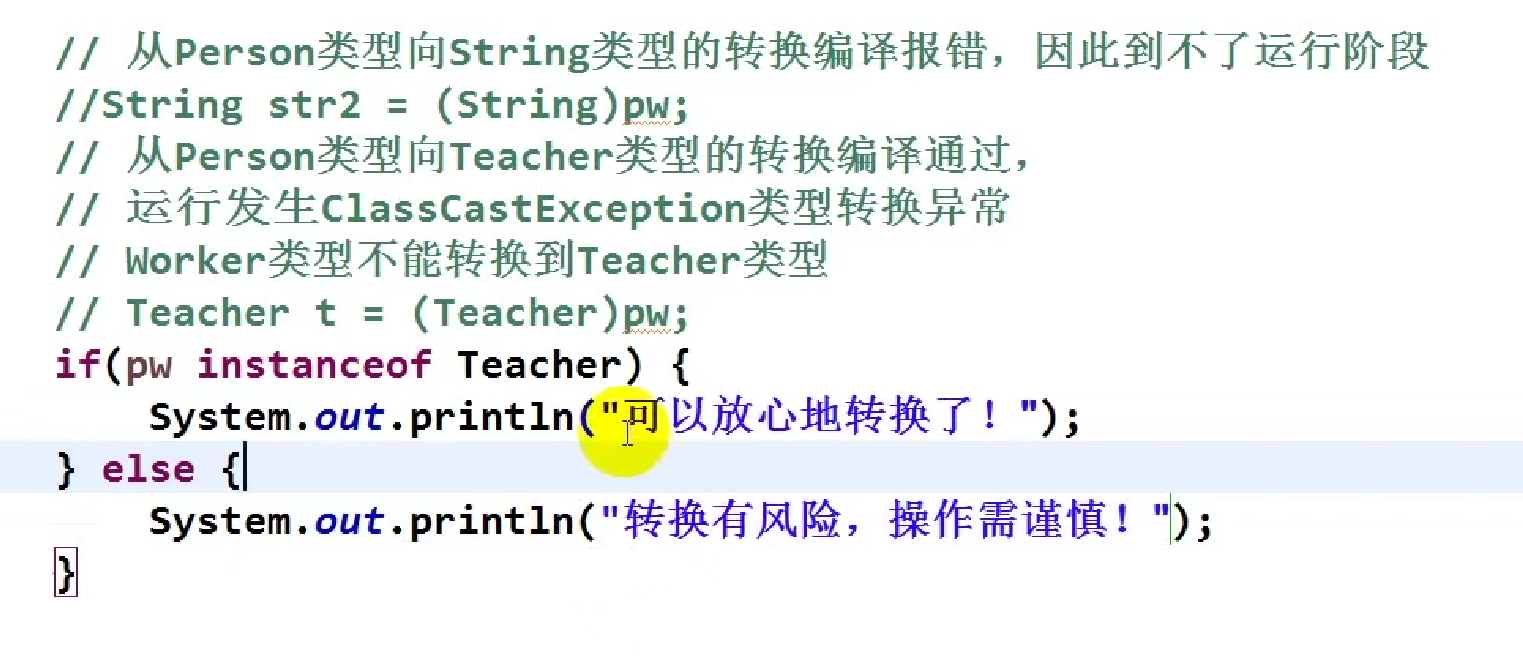 // 从Person类型向String类型的转换编译报错，因此到不了运行阶段
//String str2 = (String)pw;
// 从Person类型向Teacher类型的转换编译通过，
// 运行发生ClassCastException类型转换异常
// Worker类型不能转换到Teacher类型
// Teacher t = (Teacher)pw;
if(pw instanceof Teacher) {
    System.out.println("可以放心地转换了！");
} else {
    System.out.println("转换有风险，操作需谨慎！");
}